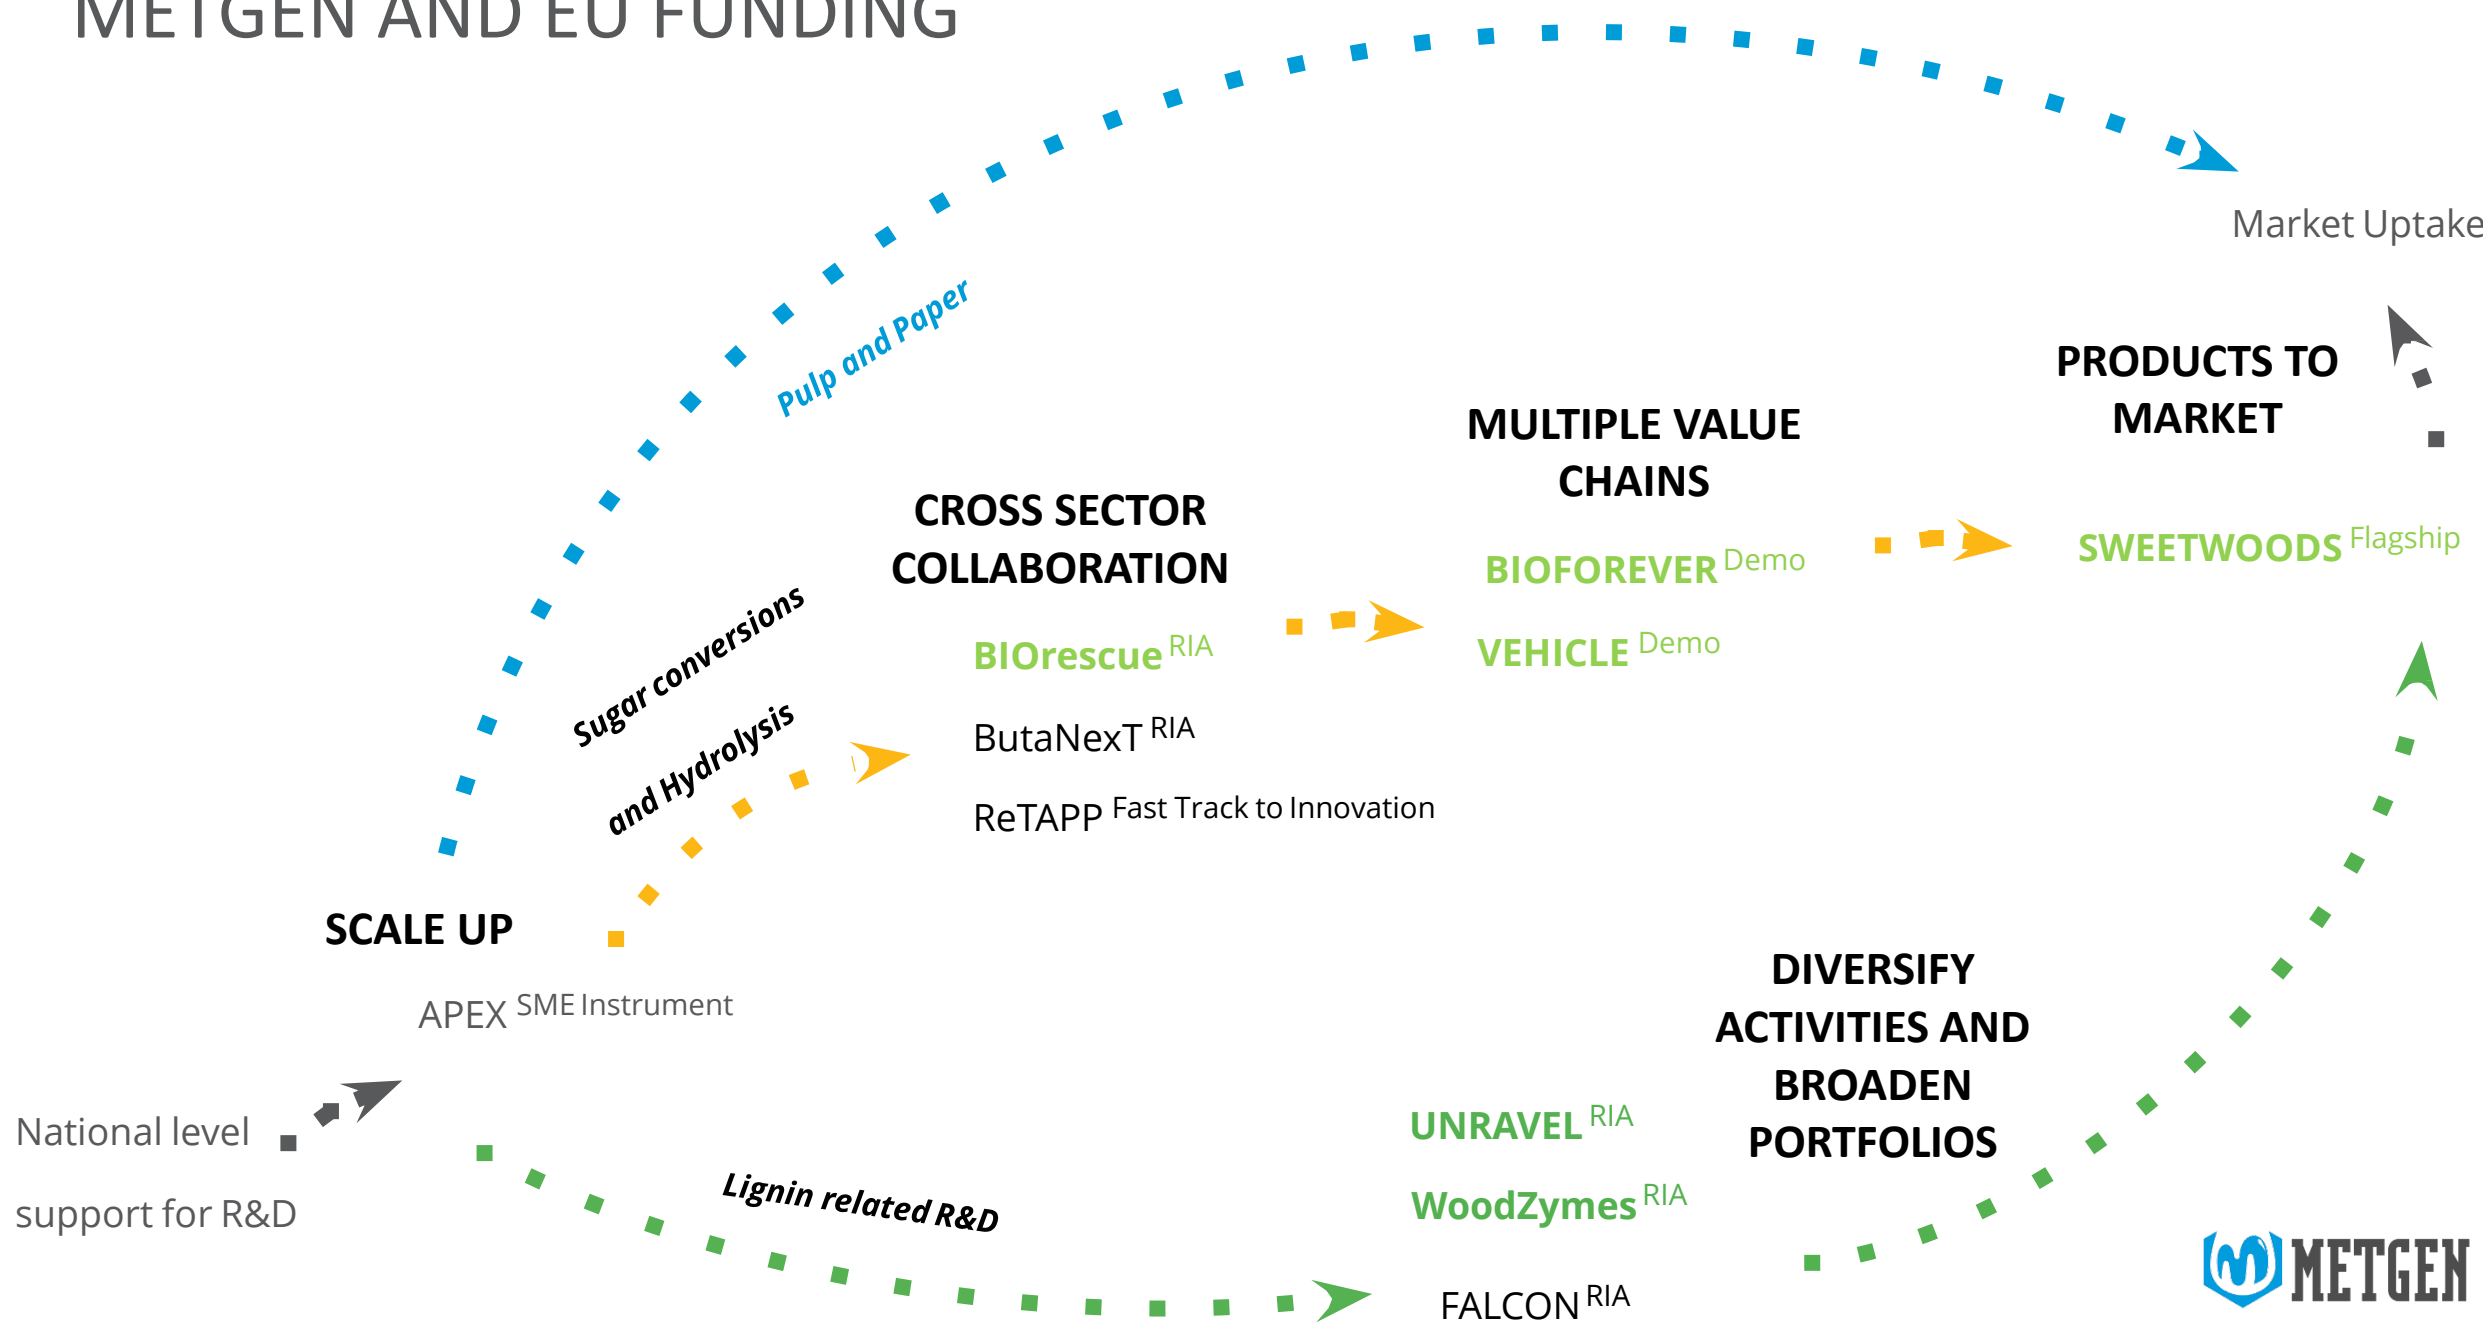 METGEN AND EU FUNDING
Market Uptake
Pulp and Paper
PRODUCTS TO
MARKET
SWEETWOODS Flagship
MULTIPLE VALUE
CHAINS
BIOFOREVER Demo
VEHICLE Demo
CROSS SECTOR
COLLABORATION
BIOrescue RIA
ButaNexT RIA
ReTAPP Fast Track to Innovation
Sugar conversions
and Hydrolysis
SCALE UP
APEX SME Instrument
National level
support for R&D
Lignin related R&D
DIVERSIFY
ACTIVITIES AND
BROADEN
PORTFOLIOS
UNRAVEL RIA
WoodZymes RIA
FALCON RIA
METGEN